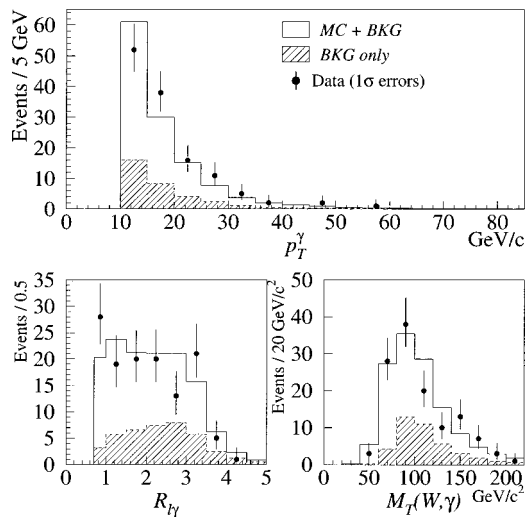 Events / 5 GeV
60
50
40
30
20
10
0
MC + BKG
BKG only
Data (1σ errors)
0 10 20 30 40 50 60 70 80
p_T^γ
GeV/c
Events / 0.5
35
30
25
20
15
10
5
0
0 1 2 3 4 5
R_lγ
Events / 20 GeV/c²
50
40
30
20
10
0
0 50 100 150 200
M_T(W,γ)
GeV/c²